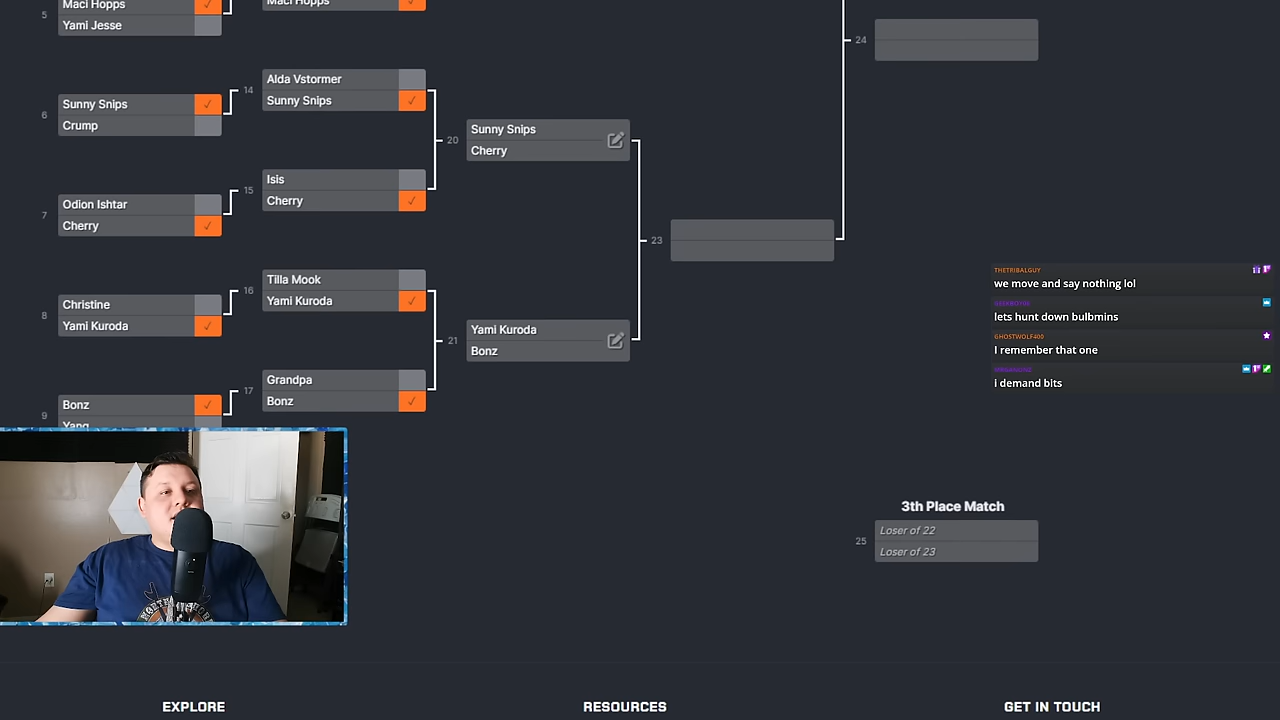 Maci Hopps
5
Yami Jesse
Maci Hopps
24
Alda Vstormer
14
Sunny Snips
Sunny Snips
6
Crump
Sunny Snips
20
Cherry
Isis
15
Cherry
Odion Ishtar
7
Cherry
23
Tilla Mook
16
Yami Kuroda
Christine
8
Yami Kuroda
Yami Kuroda
21
Bonz
Grandpa
17
Bonz
Bonz
9
Yang
THETRIBALGUY
we move and say nothing lol
lets hunt down bulbmins
GHOSTWOLF400
I remember that one
i demand bits
3th Place Match
Loser of 22
25
Loser of 23
EXPLORE
RESOURCES
GET IN TOUCH